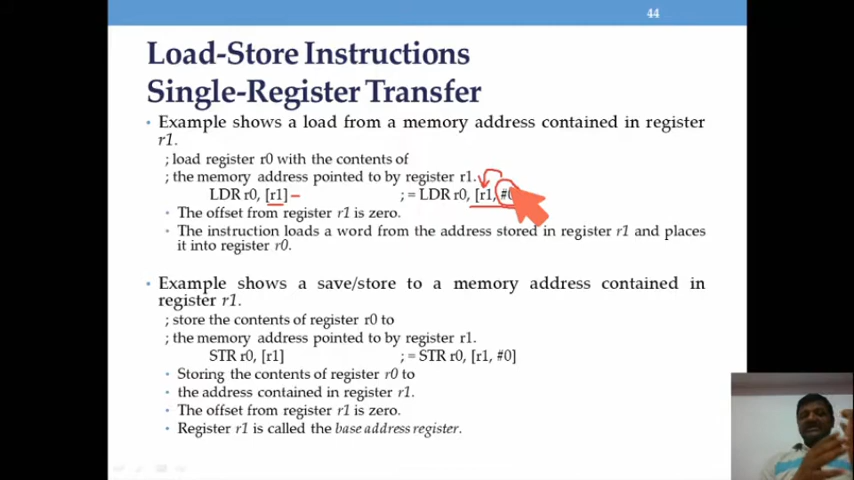 44
Load-Store Instructions
Single-Register Transfer
• Example shows a load from a memory address contained in register
r1.
; load register r0 with the contents of
; the memory address pointed to by register r1.
LDR r0, [r1] ; = LDR r0, [r1, #0
• The offset from register r1 is zero.
• The instruction loads a word from the address stored in register r1 and places
it into register r0.
• Example shows a save/store to a memory address contained in
register r1.
; store the contents of register r0 to
; the memory address pointed to by register r1.
STR r0, [r1] ; = STR r0, [r1, #0]
• Storing the contents of register r0 to
• the address contained in register r1.
• The offset from register r1 is zero.
• Register r1 is called the base address register.